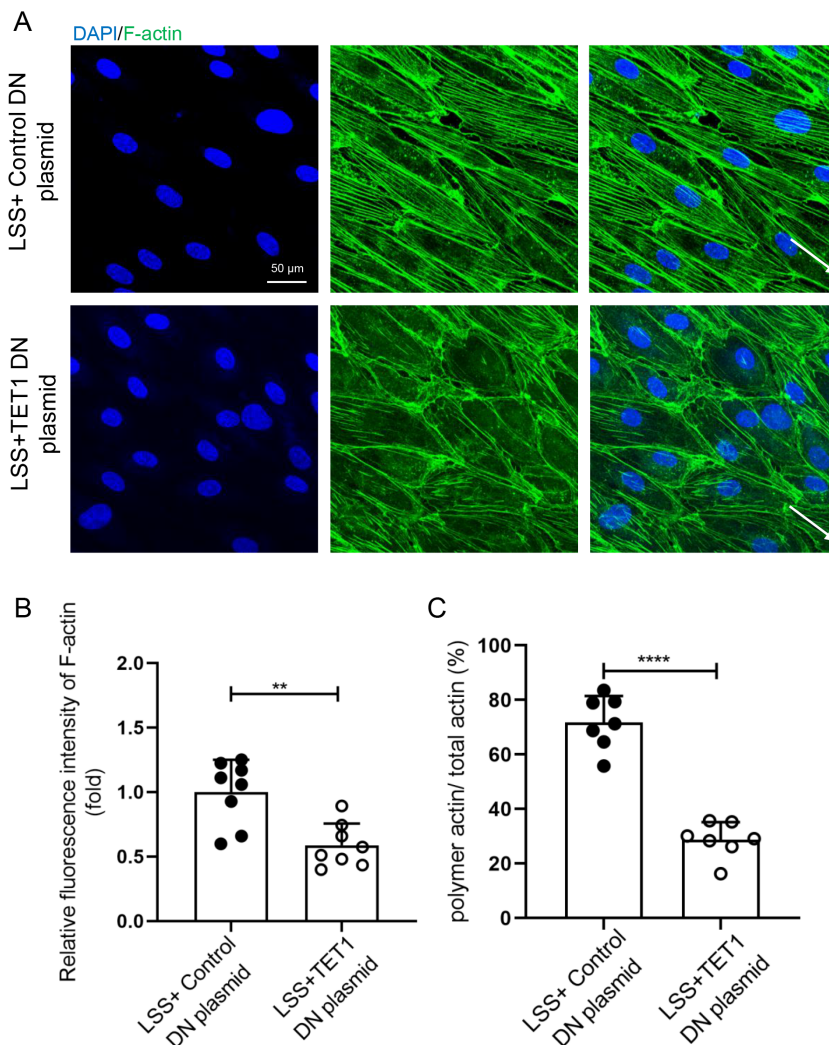 A
DAPI/F-actin
LSS+ Control DN
plasmid
50 μm
LSS+TET1 DN
plasmid
B
Relative fluorescence intensity of F-actin
(fold)
2.0
1.5
1.0
0.5
0.0
**
LSS+ Control
DN plasmid
LSS+TET1
DN plasmid
C
polymer actin/ total actin (%)
100
80
60
40
20
0
****
LSS+ Control
DN plasmid
LSS+TET1
DN plasmid